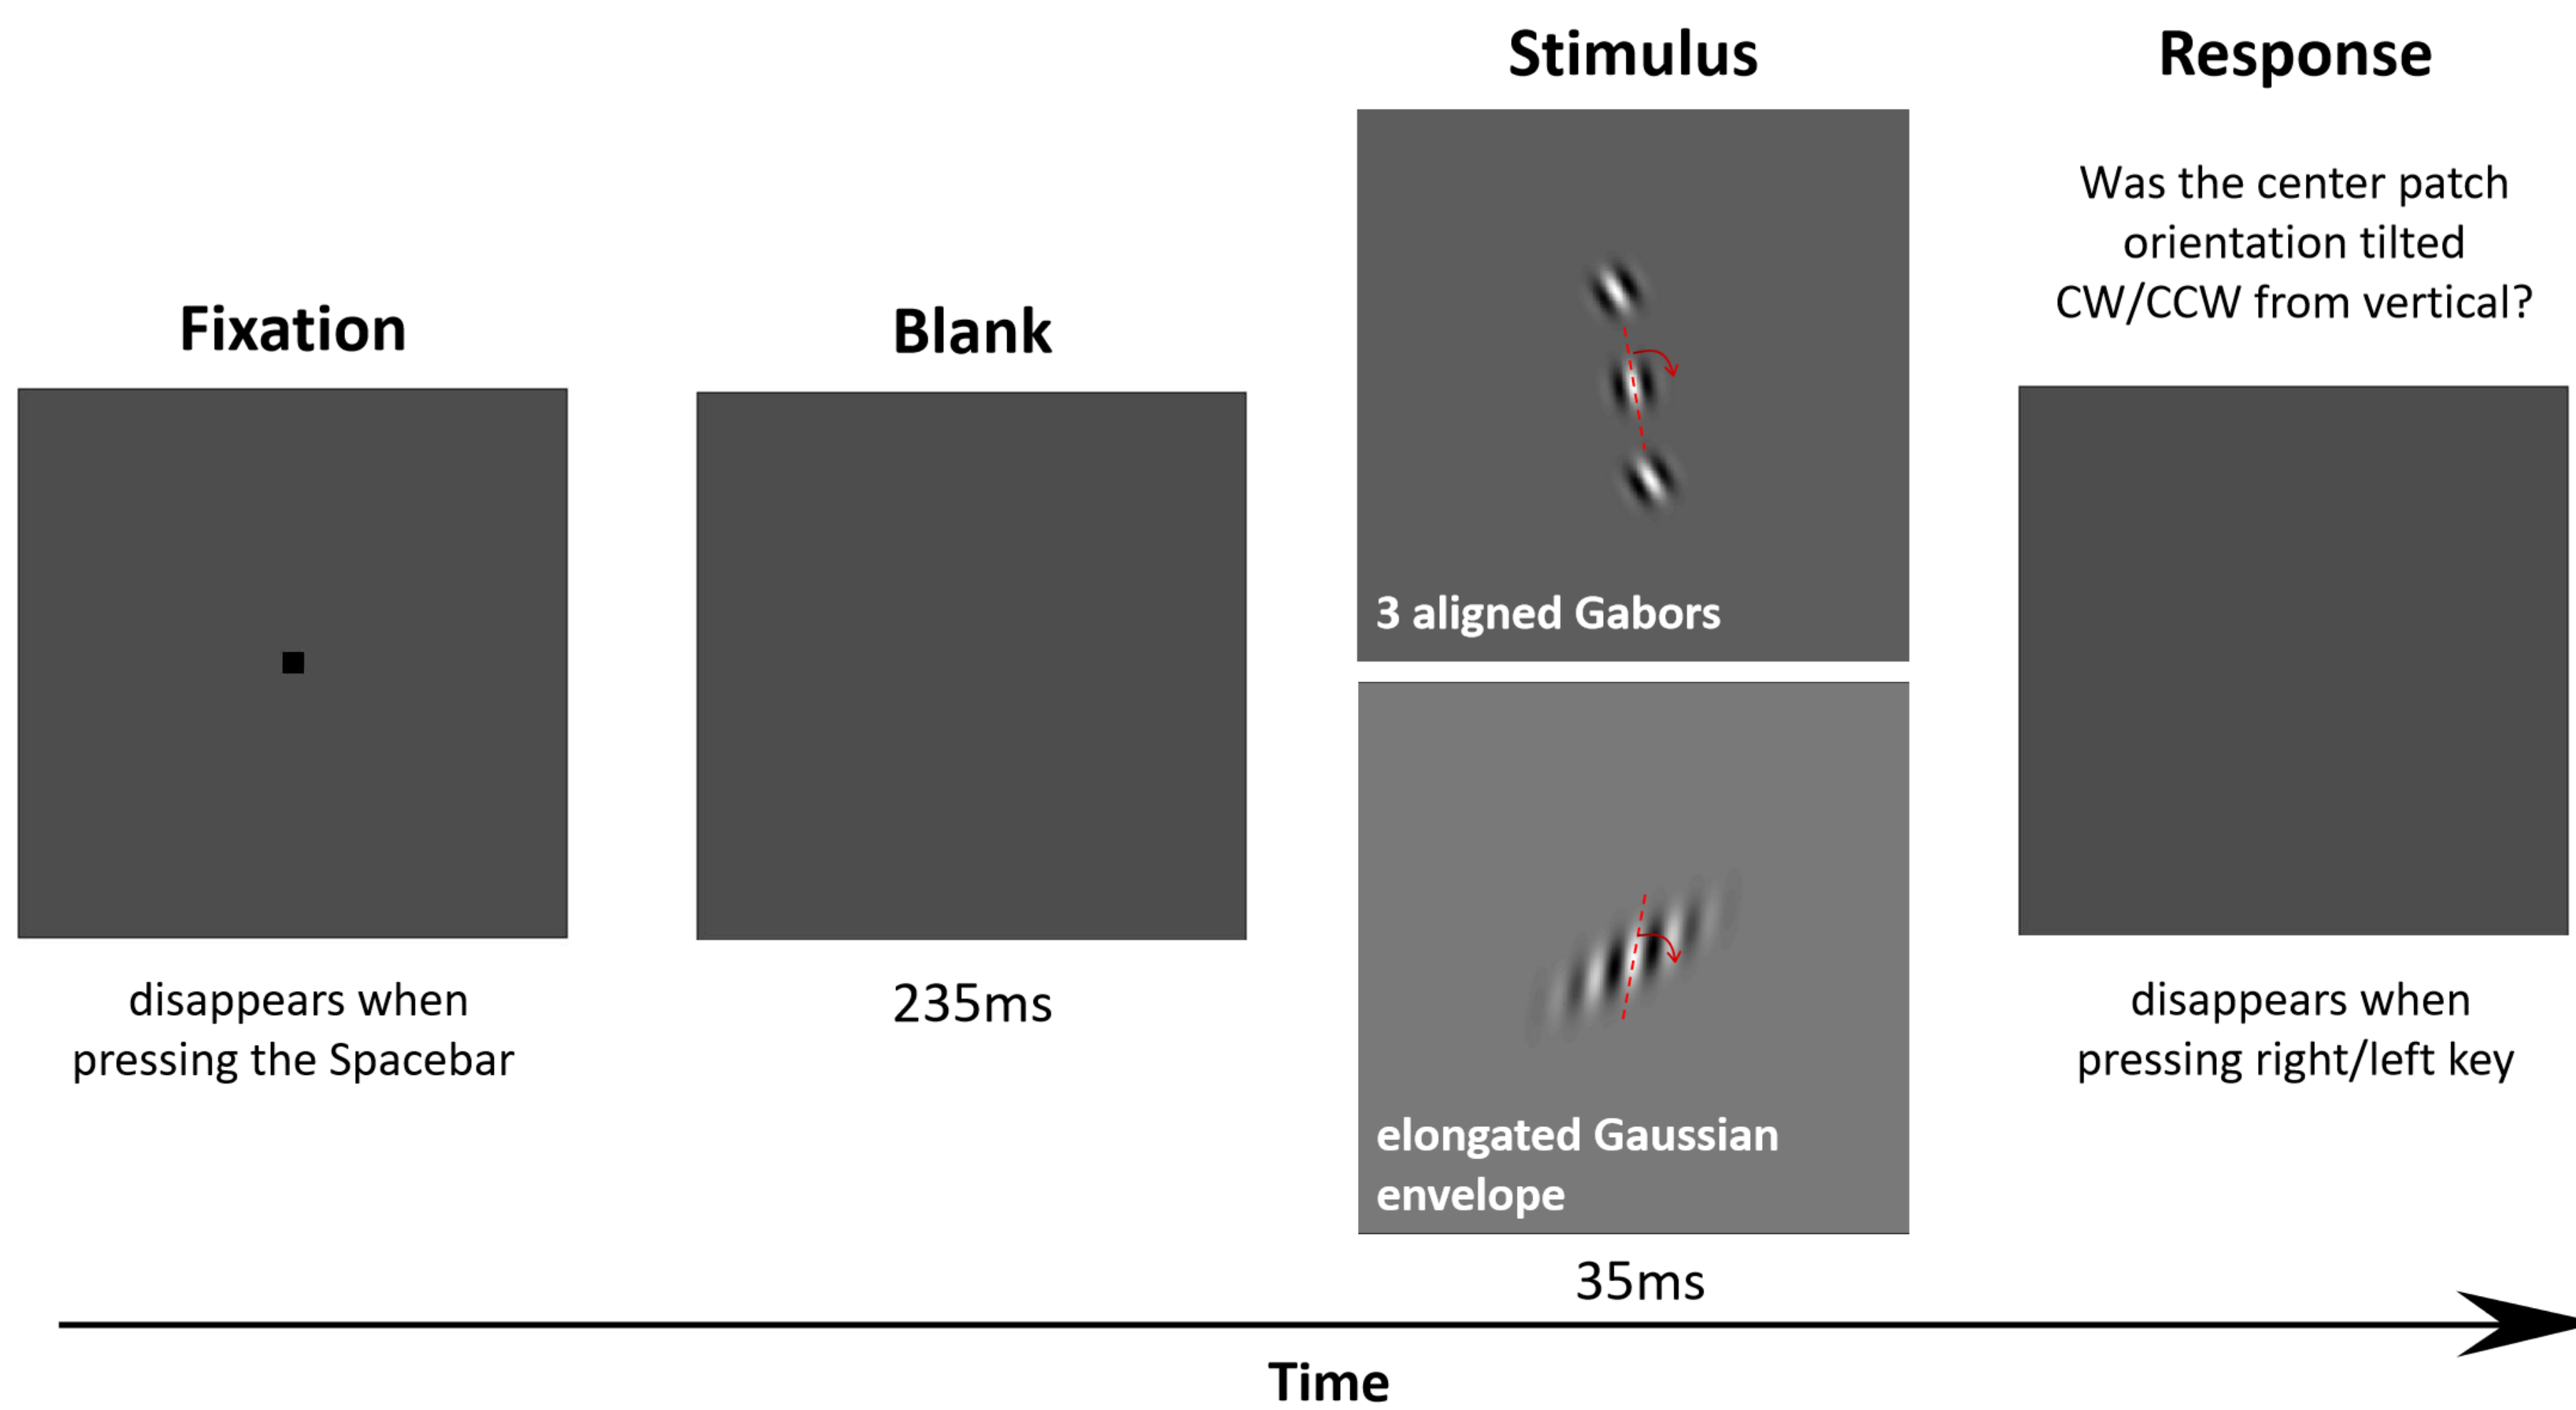 Fixation
disappears when
pressing the Spacebar
Blank
235ms
Stimulus
3 aligned Gabors
elongated Gaussian
envelope
35ms
Response
Was the center patch
orientation tilted
CW/CCW from vertical?
disappears when
pressing right/left key
Time